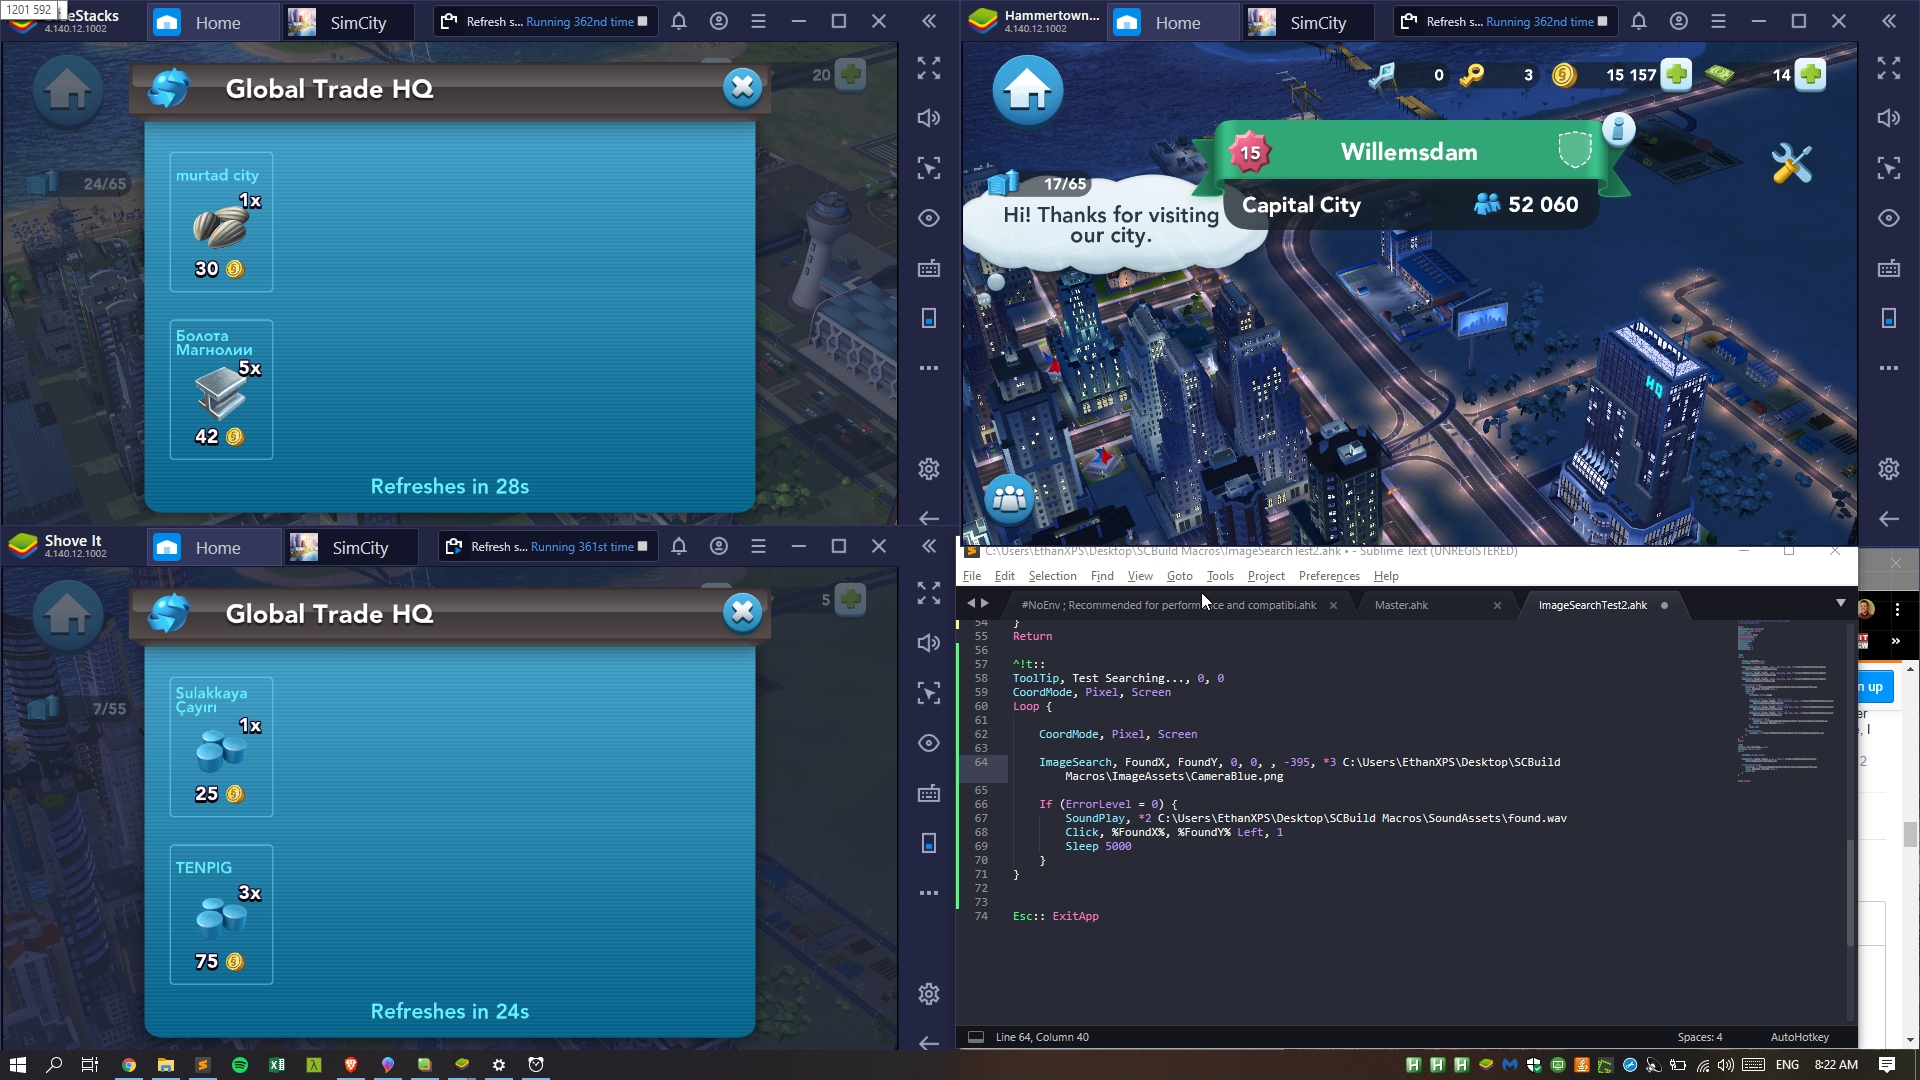 1201 592
BlueStacks
4.140.12.1002
Home
SimCity
Refresh s... Running 362nd time
20
Global Trade HQ
24/65
murtad city
1x
30
Болота
Магнолии
5x
42
Refreshes in 28s
Hammertown...
4.140.12.1002
Home
SimCity
Refresh s... Running 362nd time
0
3
15 157
14
15
Willemsdam
17/65
Capital City
52 060
Hi! Thanks for visiting
our city.
HQ
Shove It
4.140.12.1002
Home
SimCity
Refresh s... Running 361st time
5
Global Trade HQ
7/55
Sulakkaya
Çayırı
1x
25
TENPIG
3x
75
Refreshes in 24s
C:\Users\EthanXPS\Desktop\SCBuild Macros\ImageSearchTest2.ahk • - Sublime Text (UNREGISTERED)
File Edit Selection Find View Goto Tools Project Preferences Help
#NoEnv ; Recommended for performance and compatibi.ahk
Master.ahk
ImageSearchTest2.ahk
54 }
55 Return
56
57 ^!t::
58 ToolTip, Test Searching..., 0, 0
59 CoordMode, Pixel, Screen
60 Loop {
61
62 CoordMode, Pixel, Screen
63
64 ImageSearch, FoundX, FoundY, 0, 0, , -395, *3 C:\Users\EthanXPS\Desktop\SCBuild
Macros\ImageAssets\CameraBlue.png
65
66 If (ErrorLevel = 0) {
67 SoundPlay, *2 C:\Users\EthanXPS\Desktop\SCBuild Macros\SoundAssets\found.wav
68 Click, %FoundX%, %FoundY% Left, 1
69 Sleep 5000
70 }
71 }
72
73
74 Esc:: ExitApp
Line 64, Column 40
Spaces: 4
AutoHotkey
n up
er
, I
2
ENG
8:22 AM